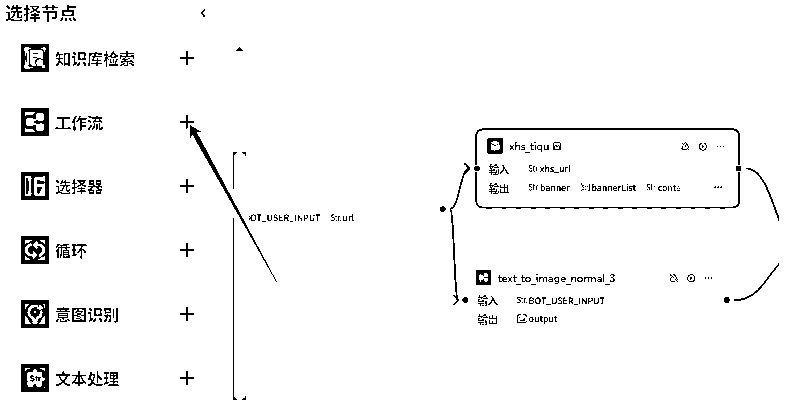 选择节点
知识库检索
工作流
选择器
循环
意图识别
文本处理
Str
OT_USER_INPUT Str.url
xhs_tiqu
输入 Str.xhs_url
输出 Str.banner bannerList Str.conta
text_to_image_normal_3
输入 Str.BOT_USER_INPUT
输出 output